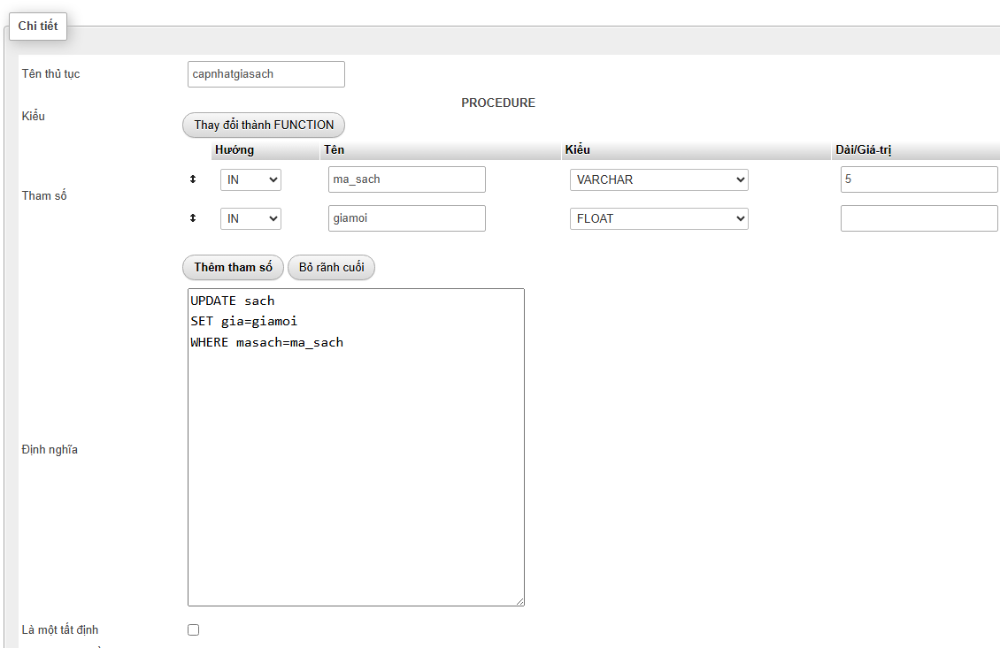 Chi tiết
Tên thủ tục
capnhatgiasach
Kiểu
PROCEDURE
Thay đổi thành FUNCTION
Hướng Tên Kiểu Dài/Giá-trị
Tham số
IN ma_sach VARCHAR 5
IN giamoi FLOAT
Thêm tham số Bỏ rãnh cuối
Định nghĩa
UPDATE sach
SET gia=giamoi
WHERE masach=ma_sach
Là một tất định